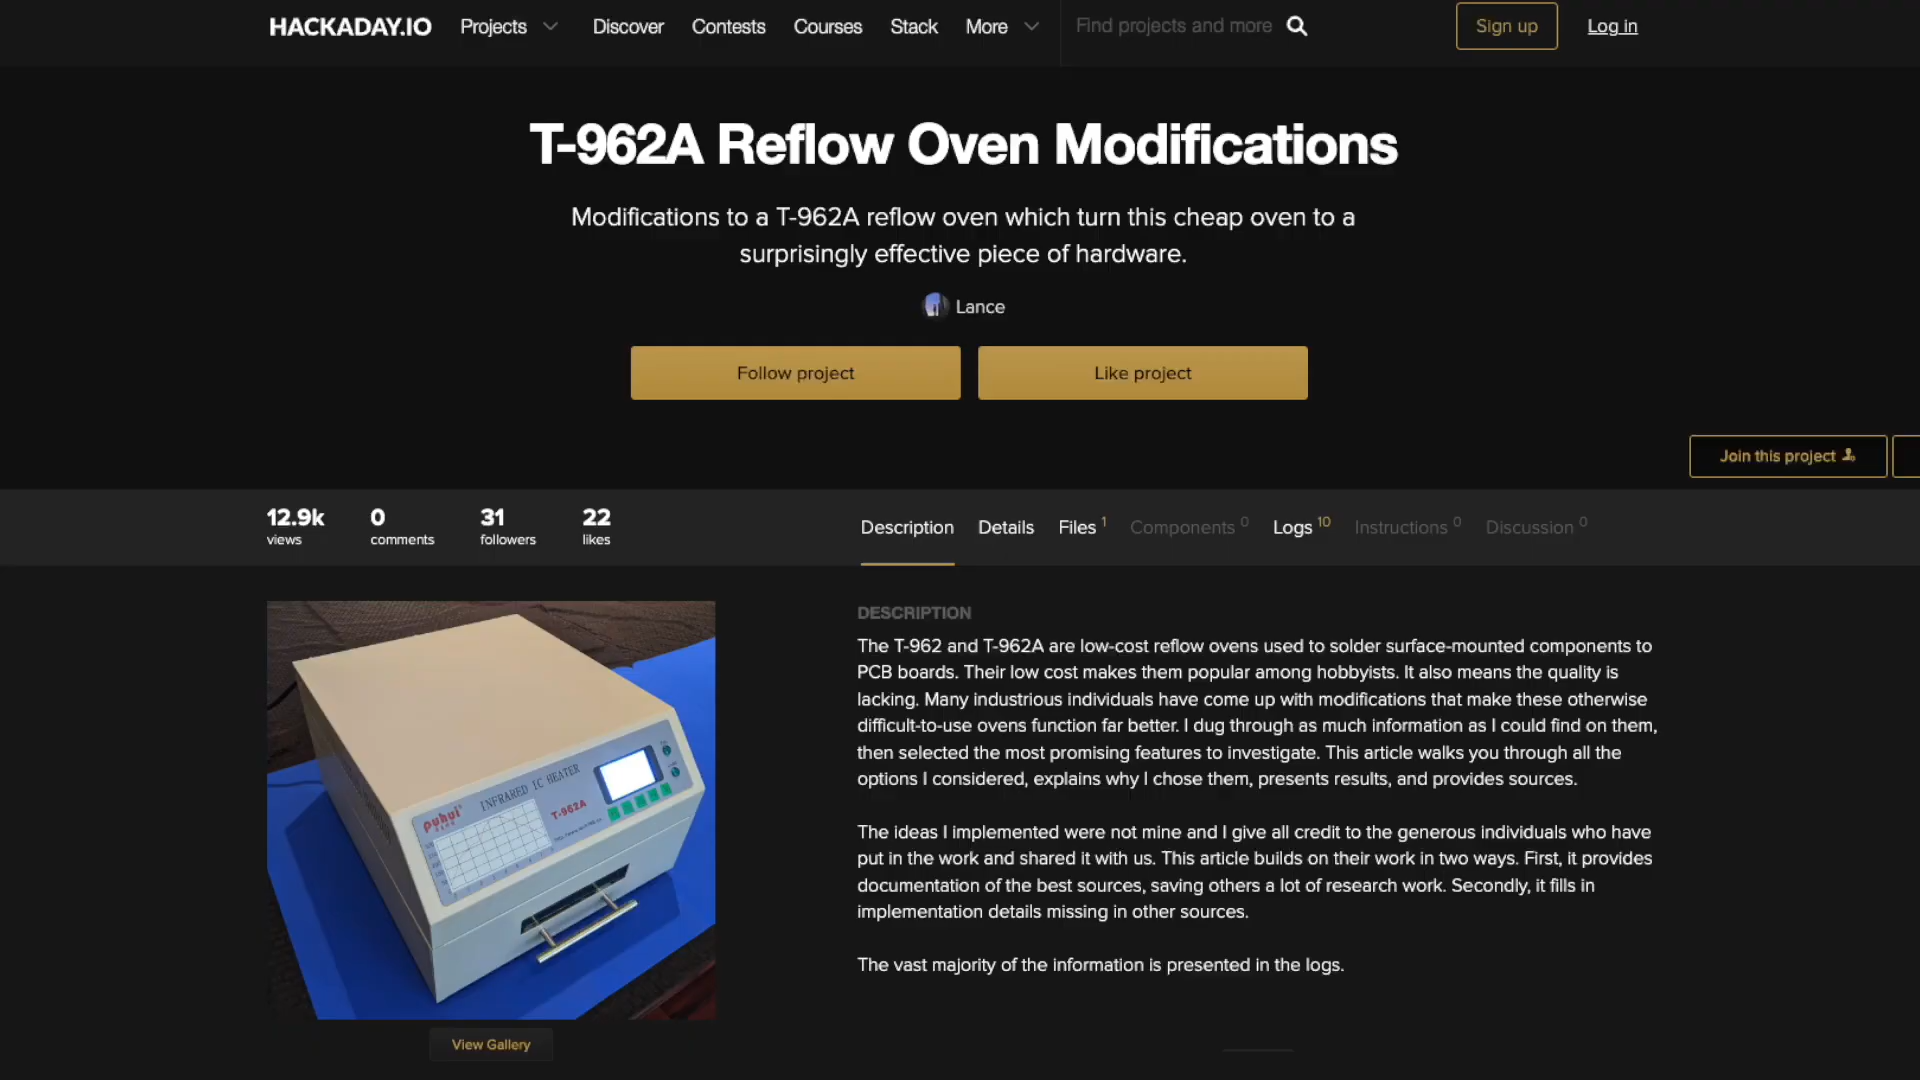 HACKADAY.IO Projects Discover Contests Courses Stack More Find projects and more Sign up Log in
T-962A Reflow Oven Modifications
Modifications to a T-962A reflow oven which turn this cheap oven to a
surprisingly effective piece of hardware.
Lance
Follow project Like project
Join this project
12.9k views 0 comments 31 followers 22 likes
Description Details Files 1 Components 0 Logs 10 Instructions 0 Discussion 0
puhui
INFRARED IC HEATER
T-962A
View Gallery
DESCRIPTION
The T-962 and T-962A are low-cost reflow ovens used to solder surface-mounted components to
PCB boards. Their low cost makes them popular among hobbyists. It also means the quality is
lacking. Many industrious individuals have come up with modifications that make these otherwise
difficult-to-use ovens function far better. I dug through as much information as I could find on them,
then selected the most promising features to investigate. This article walks you through all the
options I considered, explains why I chose them, presents results, and provides sources.
The ideas I implemented were not mine and I give all credit to the generous individuals who have
put in the work and shared it with us. This article builds on their work in two ways. First, it provides
documentation of the best sources, saving others a lot of research work. Secondly, it fills in
implementation details missing in other sources.
The vast majority of the information is presented in the logs.